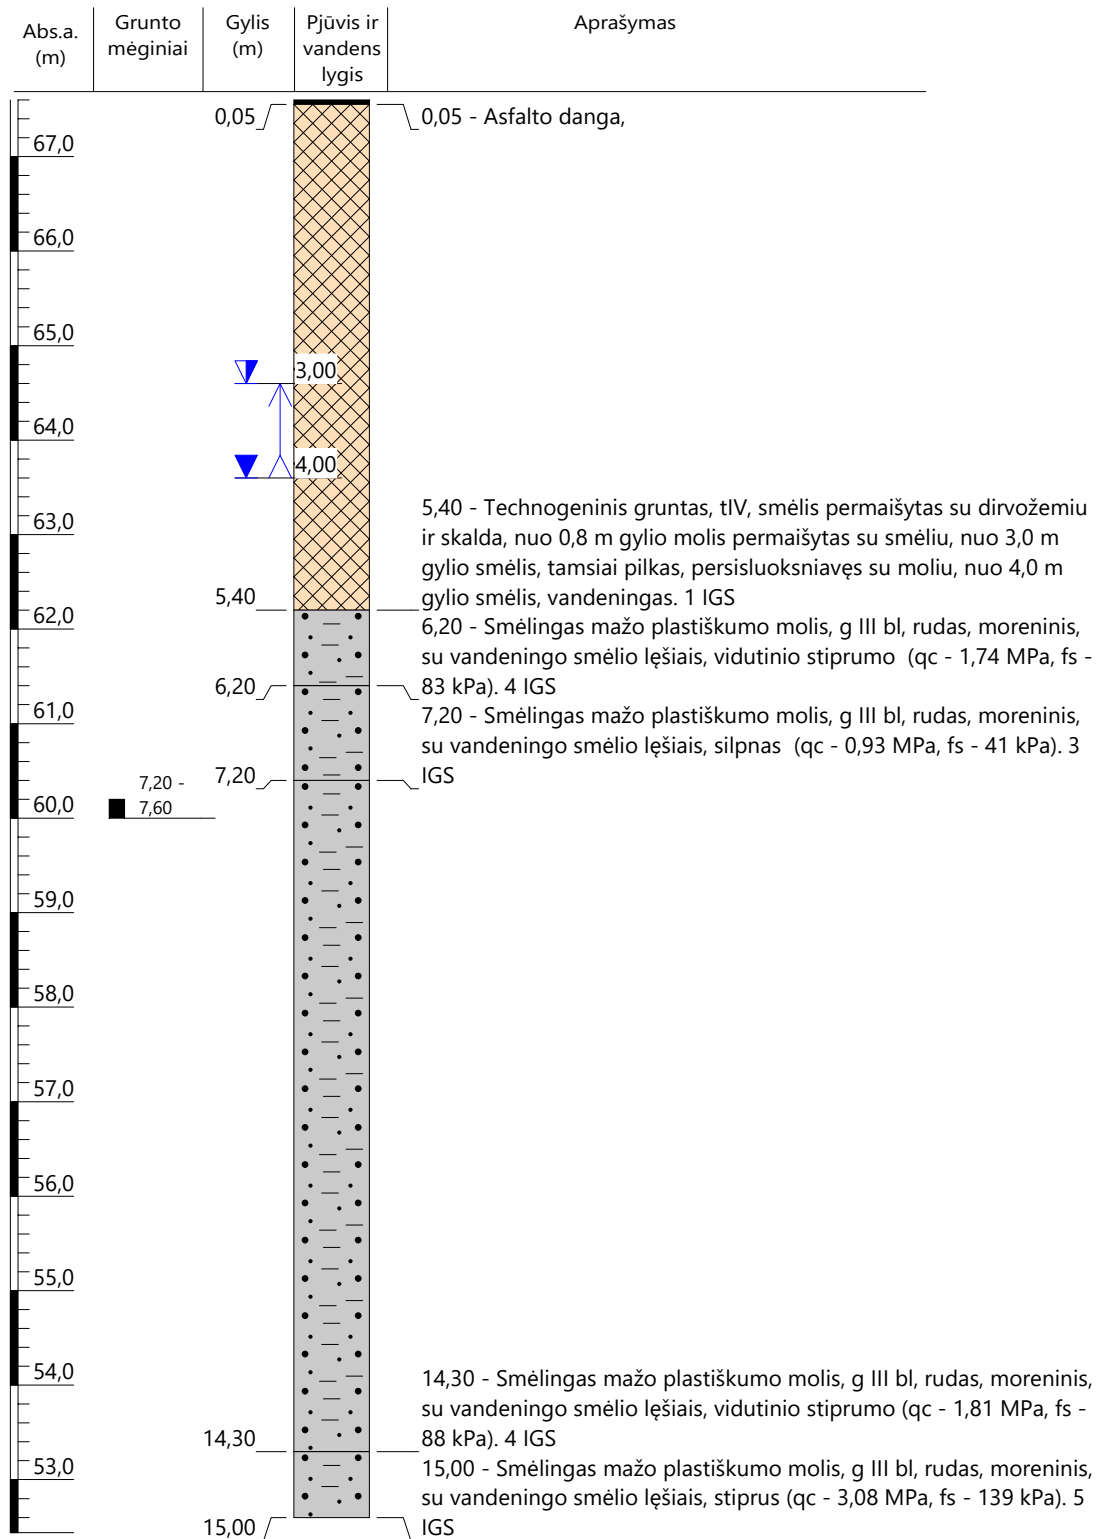 Abs.a.
(m)
Grunto
mėginiai
Gylis
(m)
Pjūvis ir
vandens
lygis
Aprašymas
0,05
0,05 - Asfalto danga,
67,0
66,0
65,0
3,00
64,0
4,00
5,40 - Technogeninis gruntas, tIV, smėlis permaišytas su dirvožemiu
63,0
ir skalda, nuo 0,8 m gylio molis permaišytas su smėliu, nuo 3,0 m
gylio smėlis, tamsiai pilkas, persisluoksniavęs su moliu, nuo 4,0 m
5,40
gylio smėlis, vandeningas. 1 IGS
62,0
6,20 - Smėlingas mažo plastiškumo molis, g III bl, rudas, moreninis,
su vandeningo smėlio lęšiais, vidutinio stiprumo  (qc - 1,74 MPa, fs -
6,20
83 kPa). 4 IGS
61,0
7,20 - Smėlingas mažo plastiškumo molis, g III bl, rudas, moreninis,
su vandeningo smėlio lęšiais, silpnas  (qc - 0,93 MPa, fs - 41 kPa). 3
7,20
IGS
7,20 -
7,60
60,0
59,0
58,0
57,0
56,0
55,0
54,0
14,30 - Smėlingas mažo plastiškumo molis, g III bl, rudas, moreninis,
su vandeningo smėlio lęšiais, vidutinio stiprumo (qc - 1,81 MPa, fs -
14,30
88 kPa). 4 IGS
53,0
15,00 - Smėlingas mažo plastiškumo molis, g III bl, rudas, moreninis,
su vandeningo smėlio lęšiais, stiprus (qc - 3,08 MPa, fs - 139 kPa). 5
15,00
IGS